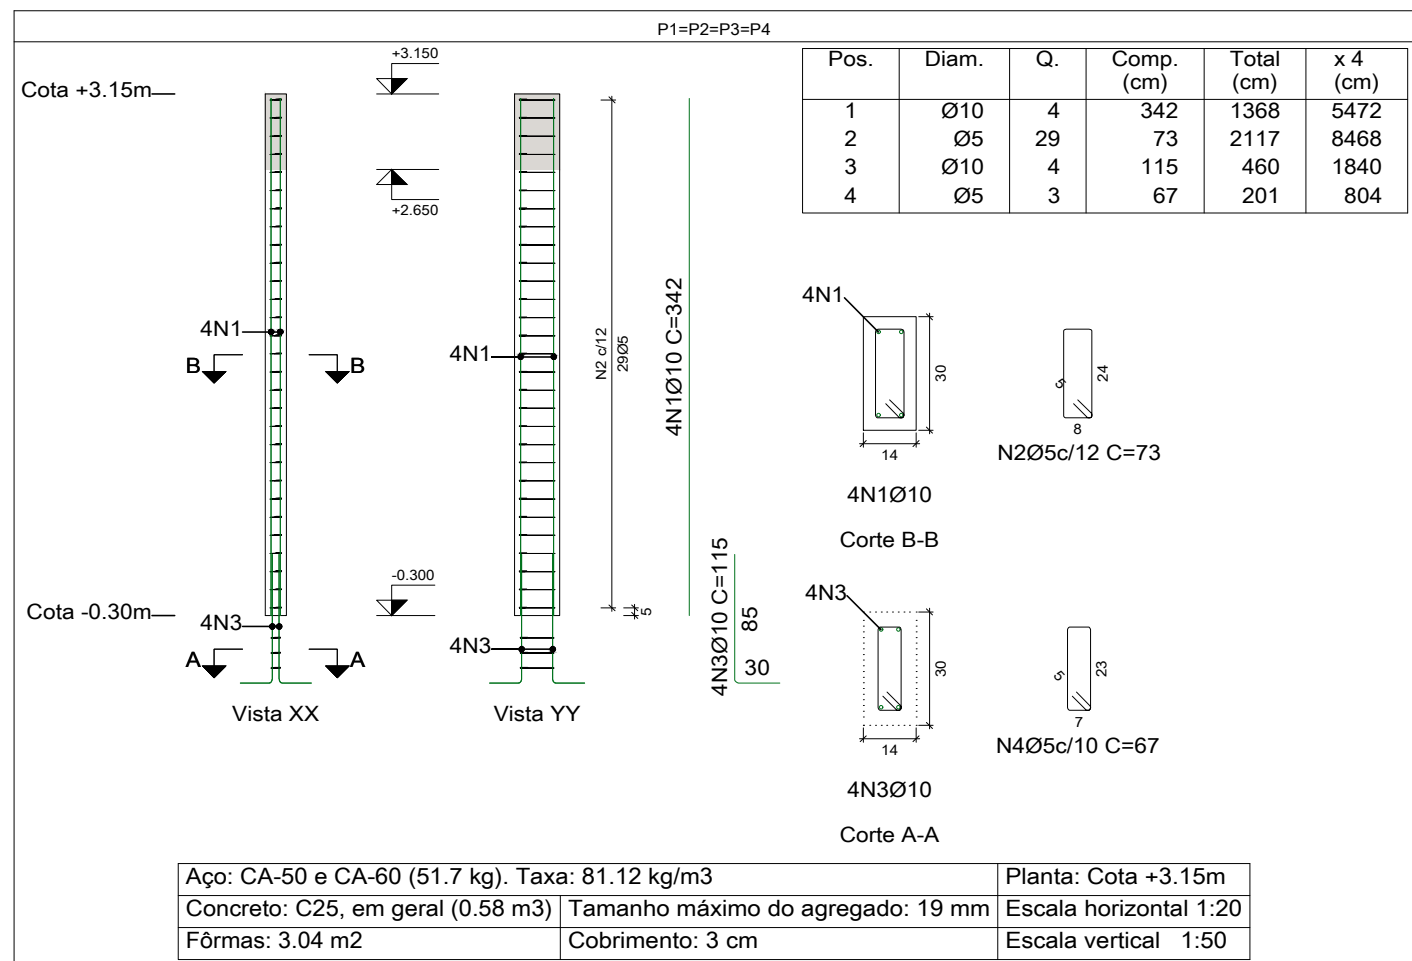 P1=P2=P3=P4
Cota +3.15m
+3.150
+2.650
4N1
B
B
Cota -0.30m
-0.300
4N3
A
A
Vista XX
4N1
4N3
Vista YY
N2 c/12
29Ø5
5
4N1Ø10 C=342
4N3Ø10 C=115
85
30
Pos. Diam. Q. Comp. Total x 4
(cm) (cm) (cm)
1 Ø10 4 342 1368 5472
2 Ø5 29 73 2117 8468
3 Ø10 4 115 460 1840
4 Ø5 3 67 201 804
4N1
30
14
4N1Ø10
Corte B-B
5
24
8
N2Ø5c/12 C=73
4N3
30
14
4N3Ø10
Corte A-A
5
23
7
N4Ø5c/10 C=67
Aço: CA-50 e CA-60 (51.7 kg). Taxa: 81.12 kg/m3 Planta: Cota +3.15m
Concreto: C25, em geral (0.58 m3) Tamanho máximo do agregado: 19 mm Escala horizontal 1:20
Fôrmas: 3.04 m2 Cobrimento: 3 cm Escala vertical 1:50